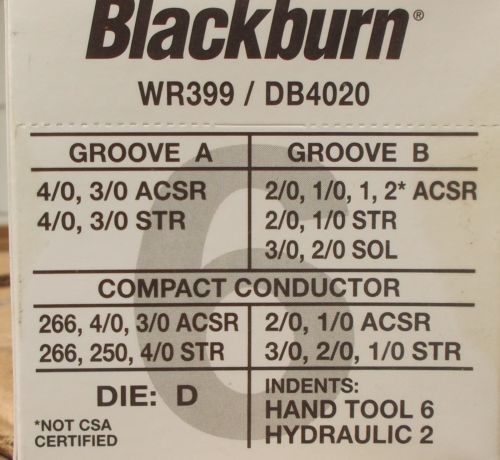 Blackburn®
WR399 / DB4020
GROOVE A
GROOVE B
4/0, 3/0 ACSR
4/0, 3/0 STR
2/0, 1/0, 1, 2* ACSR
2/0, 1/0 STR
3/0, 2/0 SOL
6
COMPACT CONDUCTOR
266, 4/0, 3/0 ACSR
266, 250, 4/0 STR
2/0, 1/0 ACSR
3/0, 2/0, 1/0 STR
DIE: D
*NOT CSA
CERTIFIED
INDENTS:
HAND TOOL 6
HYDRAULIC 2